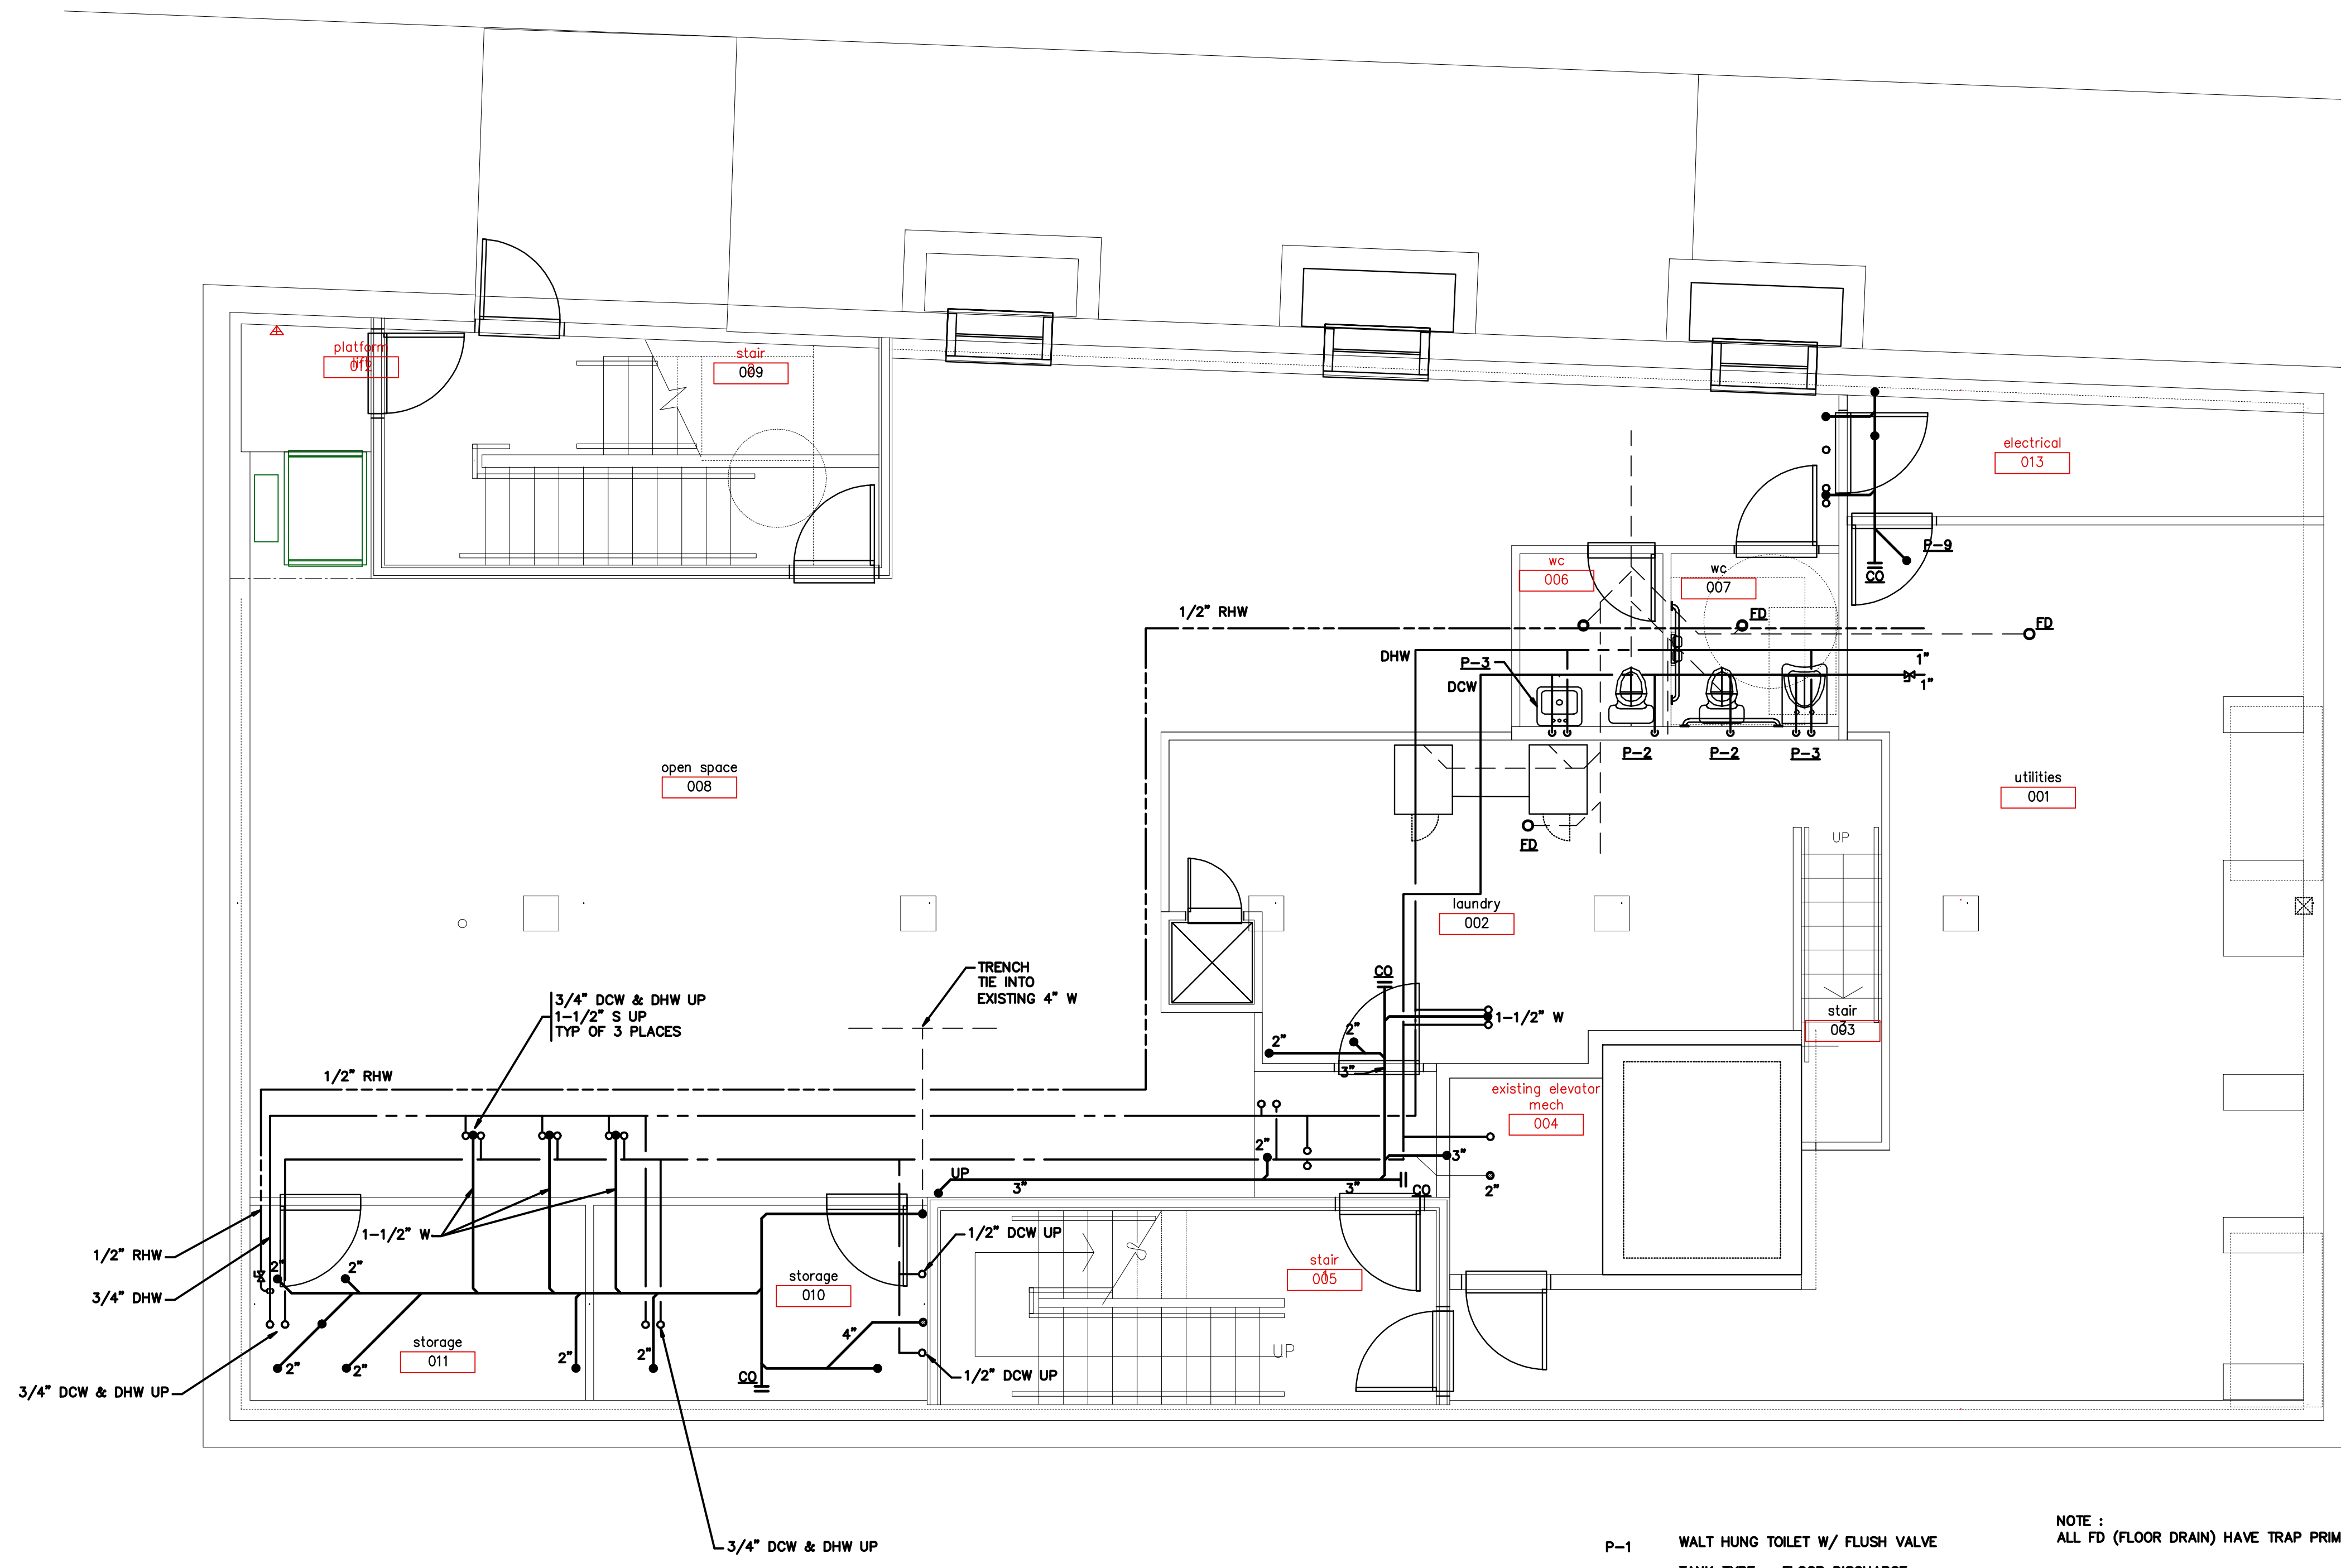 platform
lift
012
stair
2
009
electrical
013
P-9
CO
wc
006
wc
007
FD
FD
1/2" RHW
DHW
P-3
DCW
1"
1"
P-2
P-2
P-3
open space
008
utilities
001
FD
UP
laundry
002
TRENCH
TIE INTO
EXISTING 4" W
CO
3/4" DCW & DHW UP
1-1/2" S UP
TYP OF 3 PLACES
1-1/2" W
stair
003
2"
2"
3"
1/2" RHW
existing elevator
mech
004
2"
3"
UP
3"
3"
CO
2"
1-1/2" W
1/2" DCW UP
1/2" RHW
2"
2"
stair
005
storage
010
3/4" DHW
4"
storage
011
2"
2"
2"
2"
UP
CO
1/2" DCW UP
3/4" DCW & DHW UP
3/4" DCW & DHW UP
P-1 WALT HUNG TOILET W/ FLUSH VALVE
NOTE :
ALL FD (FLOOR DRAIN) HAVE TRAP PRIM